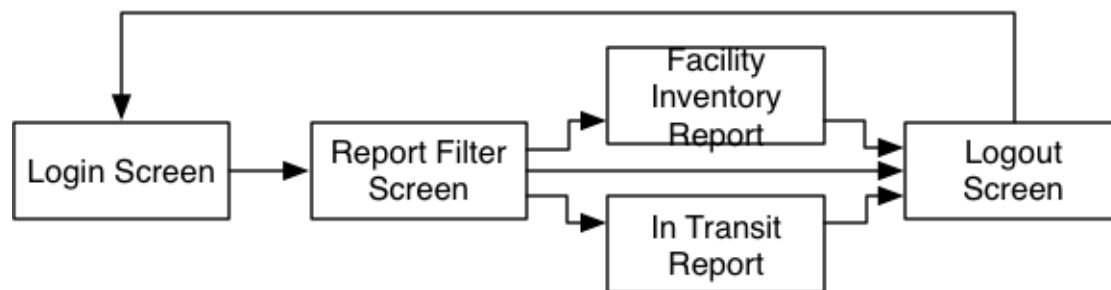 Login Screen
Report Filter
Screen
Facility
Inventory
Report
In Transit
Report
Logout
Screen